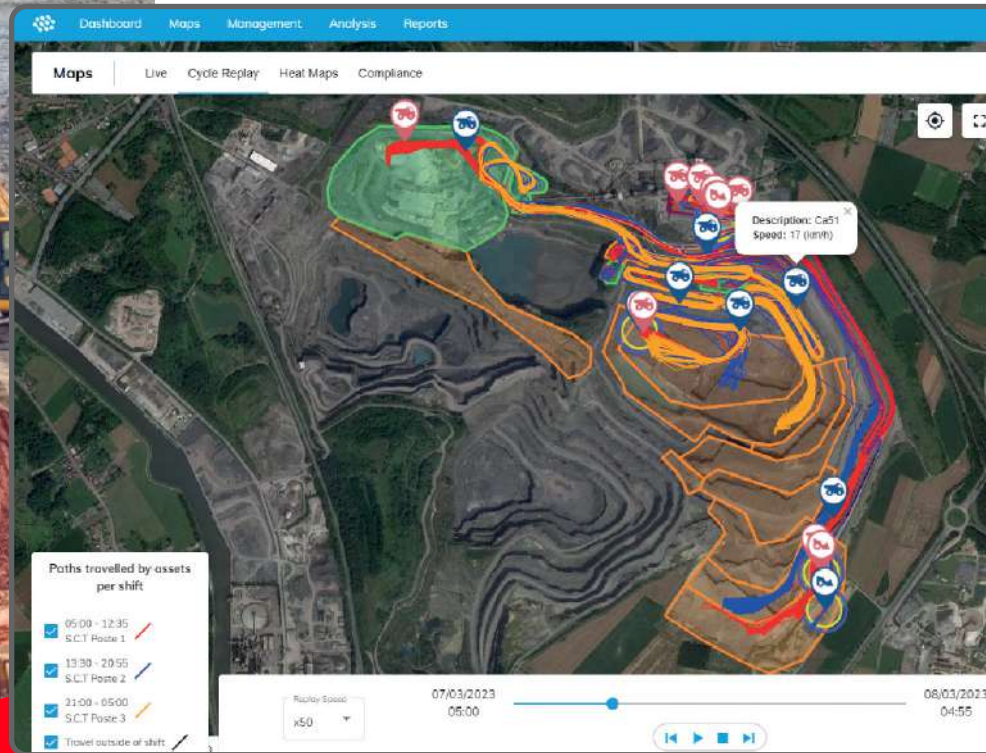 Dashboard Maps Management Analysis Reports
Maps Live Cycle Replay Heat Maps Compliance
Description: Ca51
Speed: 17 (km/h)
Paths travelled by assets
per shift
05:00 - 12:35
S.C.T Poste 1
13:30 - 20:55
S.C.T Poste 2
21:00 - 05:00
S.C.T Poste 3
Travel outside of shift
Replay Speed
x50
07/03/2023
05:00
08/03/2023
04:55